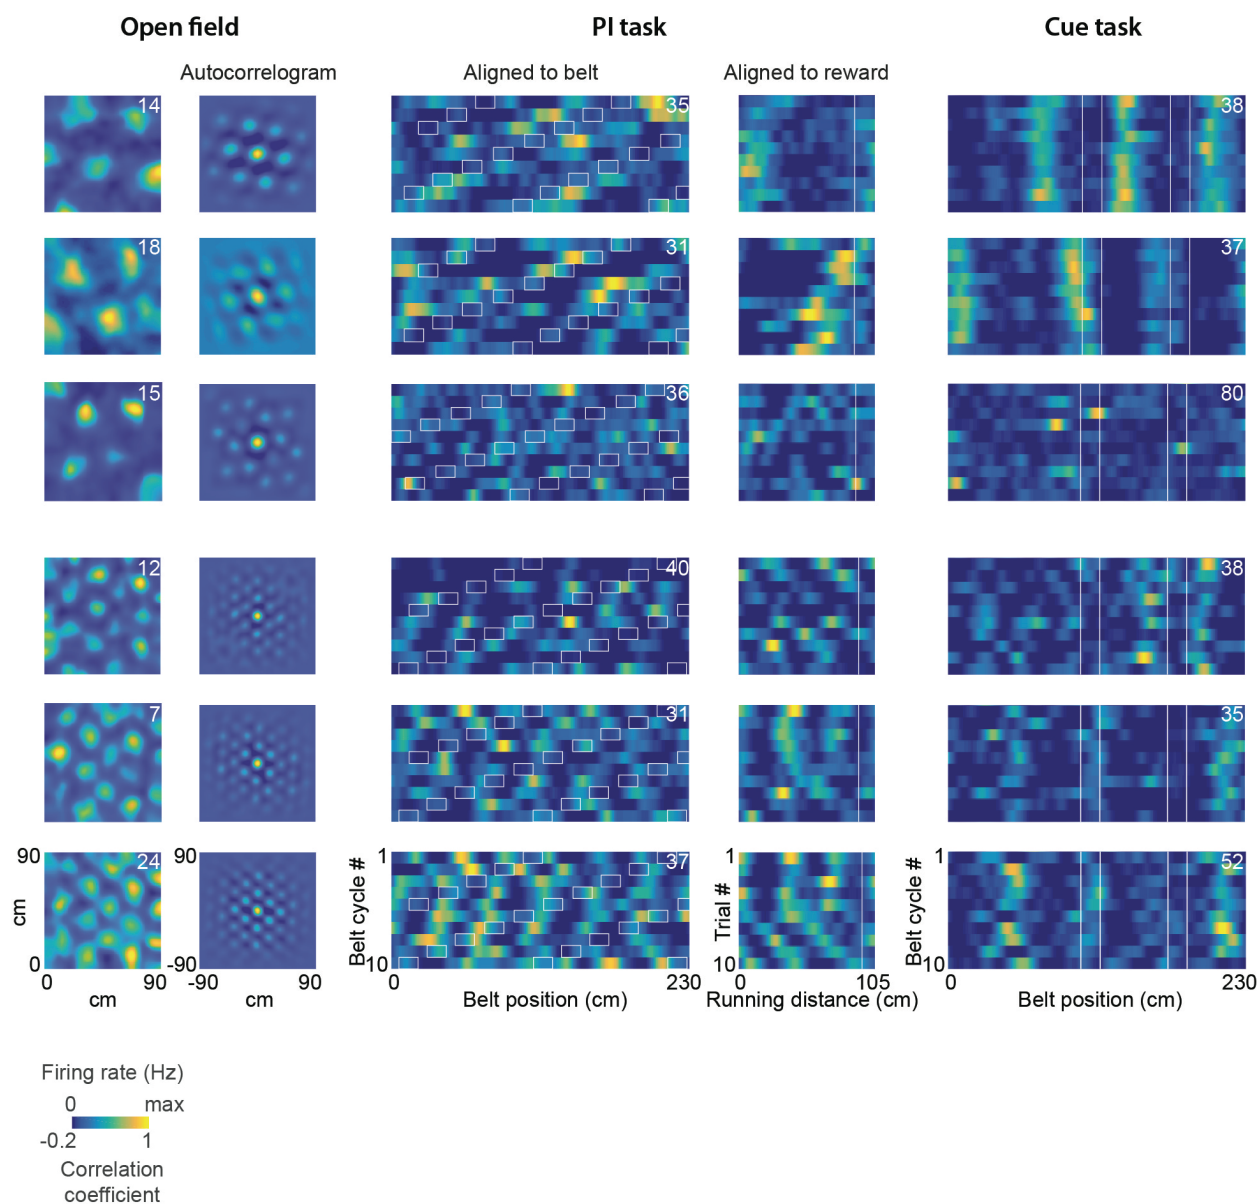 Open field PI task Cue task
Autocorrelogram Aligned to belt Aligned to reward
14 35 38
18 31 37
15 36 80
12 40 38
7 31 35
90 24 90 1 37 1 1 52
cm Belt cycle # Trial # Belt cycle #
0 -90 10 10 10
0 90 -90 90 0 230 0 105 0 230
cm cm Belt position (cm) Running distance (cm) Belt position (cm)
Firing rate (Hz)
0 max
-0.2 1
Correlation
coefficient